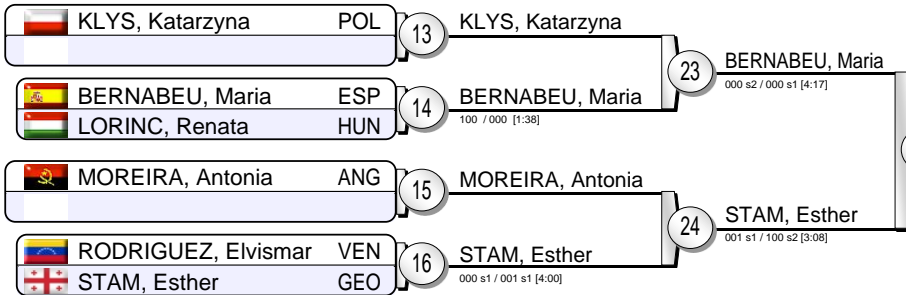 KLYS, Katarzyna POL
13
KLYS, Katarzyna
BERNABEU, Maria ESP
LORINC, Renata HUN
14
BERNABEU, Maria
100 / 000 [1:38]
23
BERNABEU, Maria
000 s2 / 000 s1 [4:17]
MOREIRA, Antonia ANG
15
MOREIRA, Antonia
RODRIGUEZ, Elvismar VEN
STAM, Esther GEO
16
STAM, Esther
000 s1 / 001 s1 [4:00]
24
STAM, Esther
001 s1 / 100 s2 [3:08]